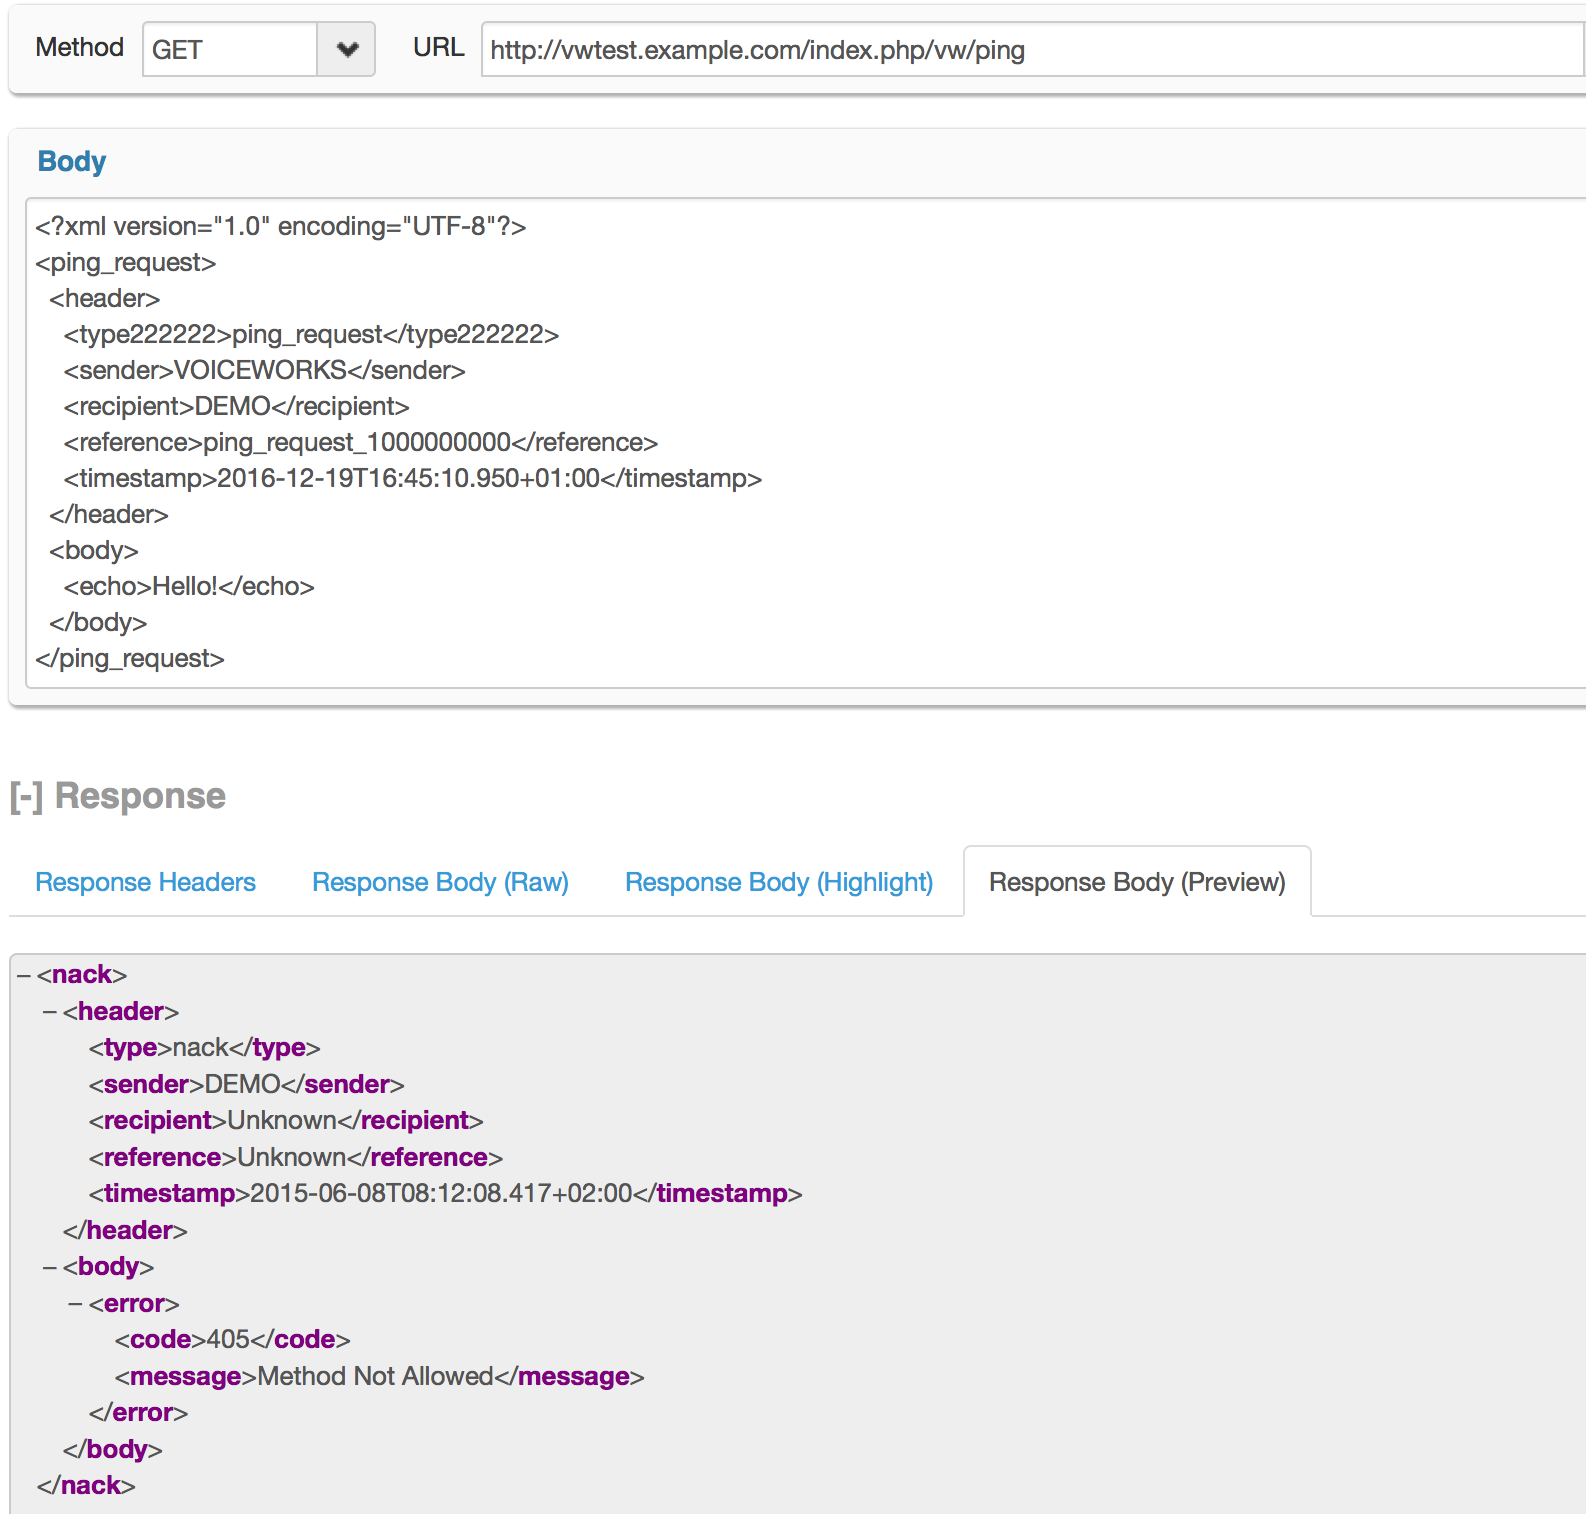 Method GET URL http://vwtest.example.com/index.php/vw/ping
Body
<?xml version="1.0" encoding="UTF-8"?>
<ping_request>
<header>
<type222222>ping_request</type222222>
<sender>VOICEWORKS</sender>
<recipient>DEMO</recipient>
<reference>ping_request_1000000000</reference>
<timestamp>2016-12-19T16:45:10.950+01:00</timestamp>
</header>
<body>
<echo>Hello!</echo>
</body>
</ping_request>
[-] Response
Response Headers Response Body (Raw) Response Body (Highlight) Response Body (Preview)
– <nack>
– <header>
<type>nack</type>
<sender>DEMO</sender>
<recipient>Unknown</recipient>
<reference>Unknown</reference>
<timestamp>2015-06-08T08:12:08.417+02:00</timestamp>
</header>
– <body>
– <error>
<code>405</code>
<message>Method Not Allowed</message>
</error>
</body>
</nack>